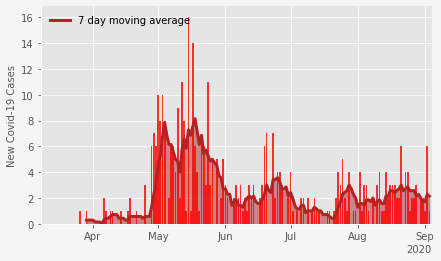 7 day moving average
New Covid-19 Cases
16
14
12
10
8
6
4
2
0
Apr
May
Jun
Jul
Aug
Sep
2020